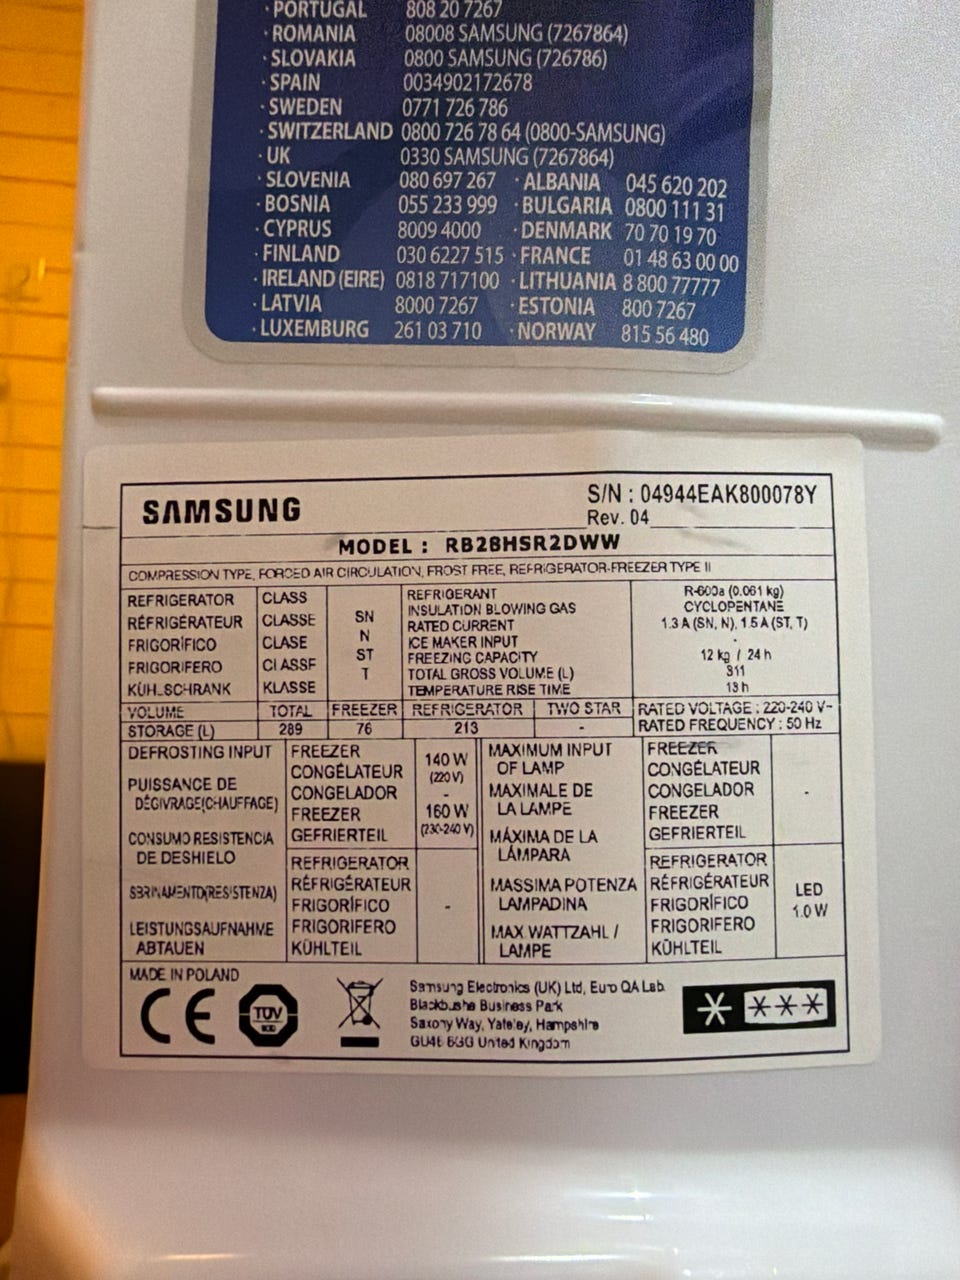 · PORTUGAL 808 20 7267
· ROMANIA 08008 SAMSUNG (7267864)
· SLOVAKIA 0800 SAMSUNG (726786)
· SPAIN 0034902172678
· SWEDEN 0771 726 786
· SWITZERLAND 0800 726 78 64 (0800-SAMSUNG)
· UK 0330 SAMSUNG (7267864)
· SLOVENIA 080 697 267 · ALBANIA 045 620 202
· BOSNIA 055 233 999 · BULGARIA 0800 111 31
· CYPRUS 8009 4000 · DENMARK 70 70 19 70
· FINLAND 030 6227 515 · FRANCE 01 48 63 00 00
· IRELAND (EIRE) 0818 717100 · LITHUANIA 8 800 77777
· LATVIA 8000 7267 · ESTONIA 800 7267
· LUXEMBURG 261 03 710 · NORWAY 815 56 480
SAMSUNG S/N : 04944EAK800078Y
Rev. 04
MODEL : RB28HSR2DWW
COMPRESSION TYPE, FORCED AIR CIRCULATION, FROST FREE, REFRIGERATOR-FREEZER TYPE II
REFRIGERATOR CLASS
RÉFRIGÉRATEUR CLASSE
FRIGORÍFICO CLASE
FRIGORIFERO CLASSE
KÜHLSCHRANK KLASSE
SN
N
ST
T
REFRIGERANT R-600a (0.061 kg)
INSULATION BLOWING GAS CYCLOPENTANE
RATED CURRENT 1.3 A (SN, N), 1.5 A (ST, T)
ICE MAKER INPUT -
FREEZING CAPACITY 12 kg / 24 h
TOTAL GROSS VOLUME (L) 311
TEMPERATURE RISE TIME 13 h
VOLUME TOTAL FREEZER REFRIGERATOR TWO STAR RATED VOLTAGE : 220-240 V~
STORAGE (L) 289 76 213 - RATED FREQUENCY : 50 Hz
DEFROSTING INPUT
PUISSANCE DE
DÉGIVRAGE(CHAUFFAGE)
CONSUMO RESISTENCIA
DE DESHIELO
SBRINAMENTO(RESISTENZA)
LEISTUNGSAUFNAHME
ABTAUEN
FREEZER
CONGÉLATEUR
CONGELADOR
FREEZER
GEFRIERTEIL
140 W
(220 V)
-
160 W
(230-240 V)
REFRIGERATOR
RÉFRIGÉRATEUR
FRIGORÍFICO
FRIGORIFERO
KÜHLTEIL
-
MAXIMUM INPUT
OF LAMP
MAXIMALE DE
LA LAMPE
MÁXIMA DE LA
LÁMPARA
MASSIMA POTENZA
LAMPADINA
MAX. WATTZAHL /
LAMPE
FREEZER
CONGÉLATEUR
CONGELADOR
FREEZER
GEFRIERTEIL
-
REFRIGERATOR
RÉFRIGÉRATEUR
FRIGORÍFICO
FRIGORIFERO
KÜHLTEIL
LED
1.0 W
MADE IN POLAND
CE
TÜV
Samsung Electronics (UK) Ltd, Euro QA Lab.
Blackbushe Business Park
Saxony Way, Yateley, Hampshire
GU46 6GG United Kingdom